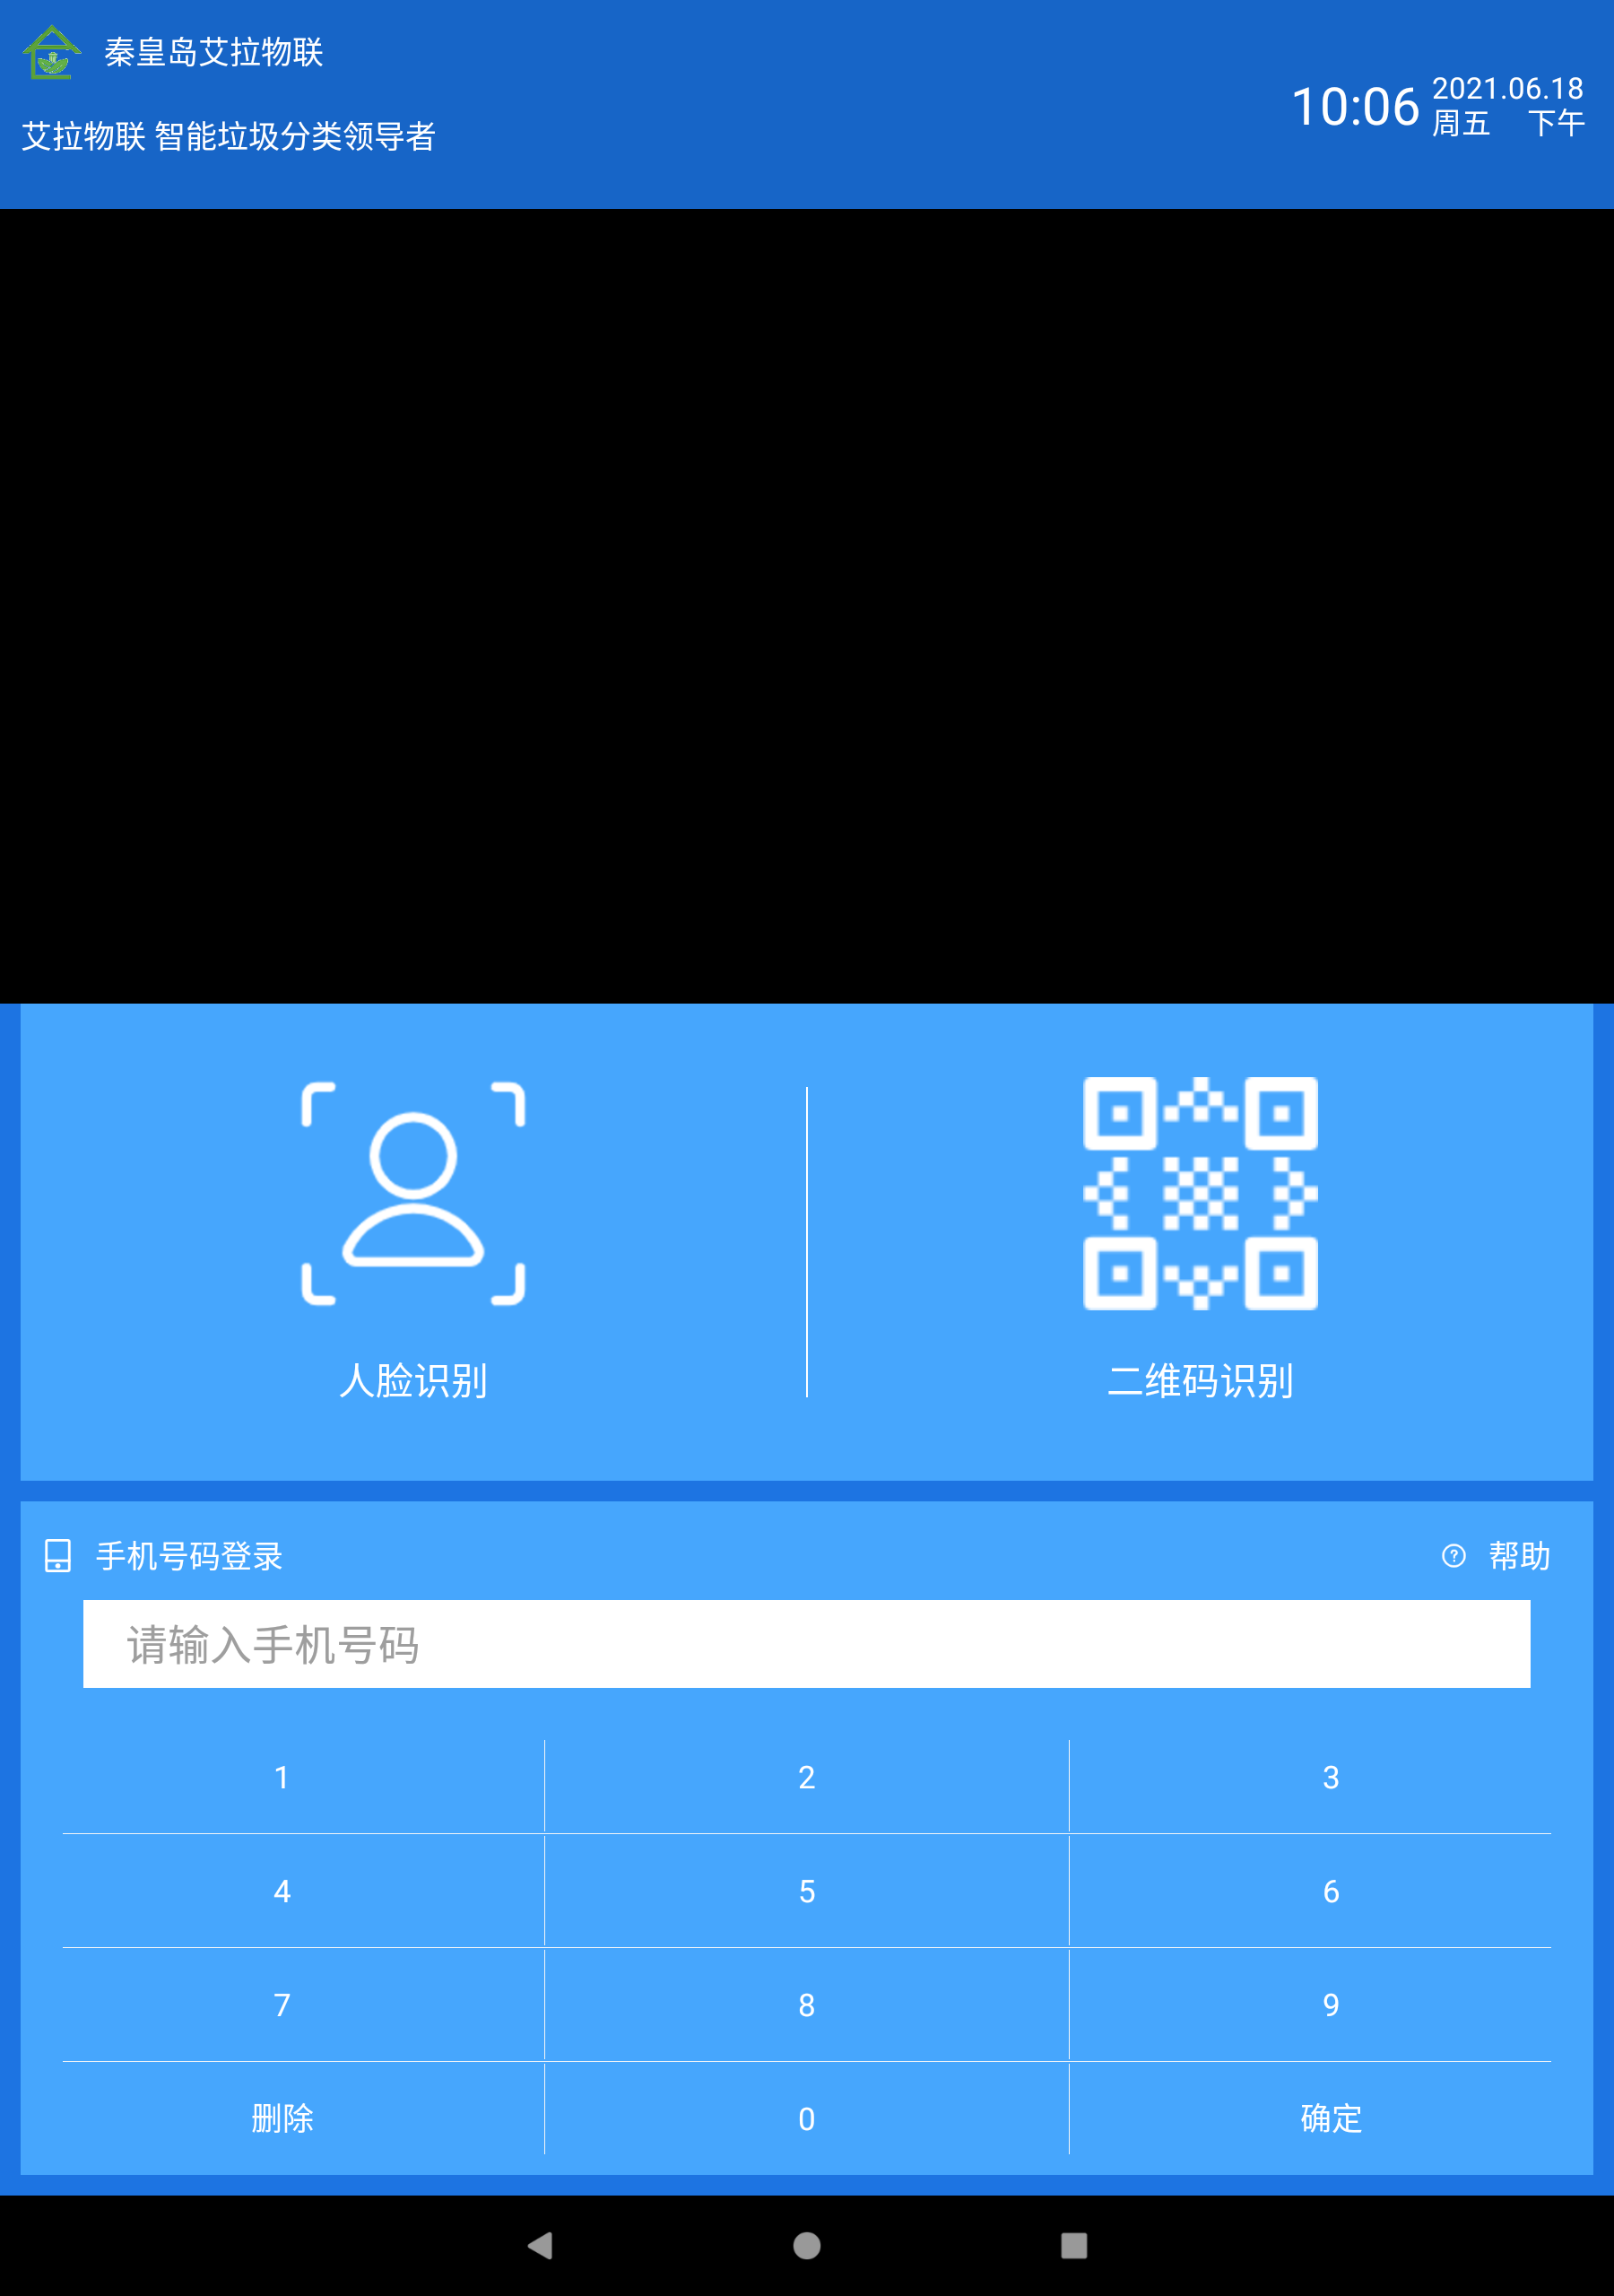 秦皇岛艾拉物联
艾拉物联 智能垃圾分类领导者
10:06
2021.06.18
周五 下午
人脸识别
二维码识别
手机号码登录
帮助
请输入手机号码
1 2 3
4 5 6
7 8 9
删除 0 确定